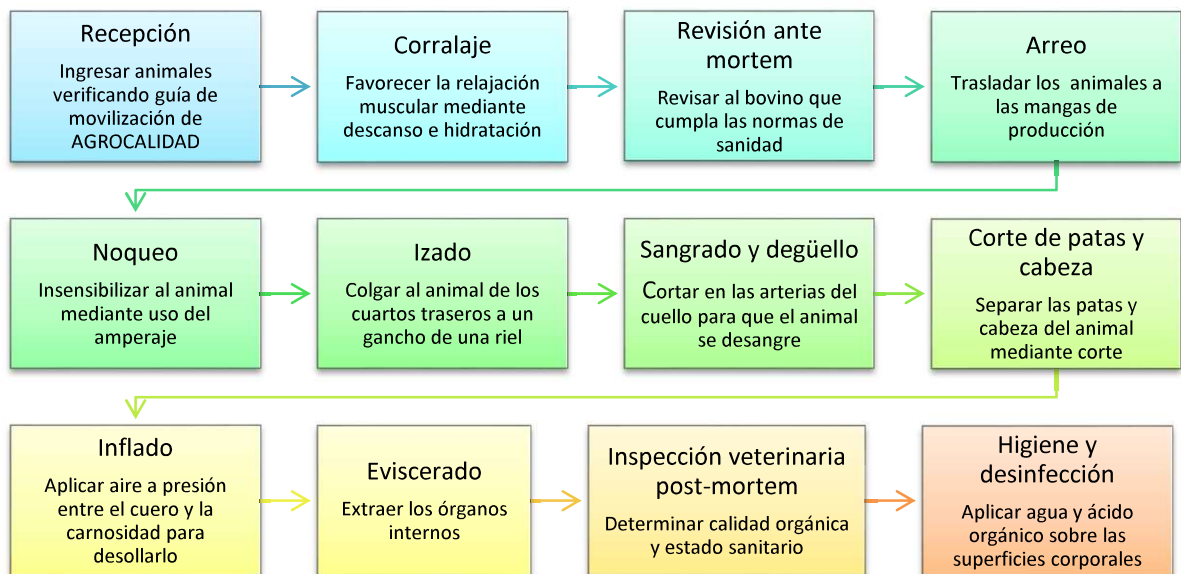 Recepción
Ingresar animales
verificando guía de
movilización de
AGROCALIDAD
Corralaje
Favorecer la relajación
muscular mediante
descanso e hidratación
Revisión ante
mortem
Revisar al bovino que
cumpla las normas de
sanidad
Arreo
Trasladar los animales a
las mangas de
producción
Noqueo
Insensibilizar al animal
mediante uso del
amperaje
Izado
Colgar al animal de los
cuartos traseros a un
gancho de una riel
Sangrado y degüello
Cortar en las arterias del
cuello para que el animal
se desangre
Corte de patas y
cabeza
Separar las patas y
cabeza del animal
mediante corte
Inflado
Aplicar aire a presión
entre el cuero y la
carnosidad para
desollarlo
Eviscerado
Extraer los órganos
internos
Inspección veterinaria
post-mortem
Determinar calidad orgánica
y estado sanitario
Higiene y
desinfección
Aplicar agua y ácido
orgánico sobre las
superficies corporales